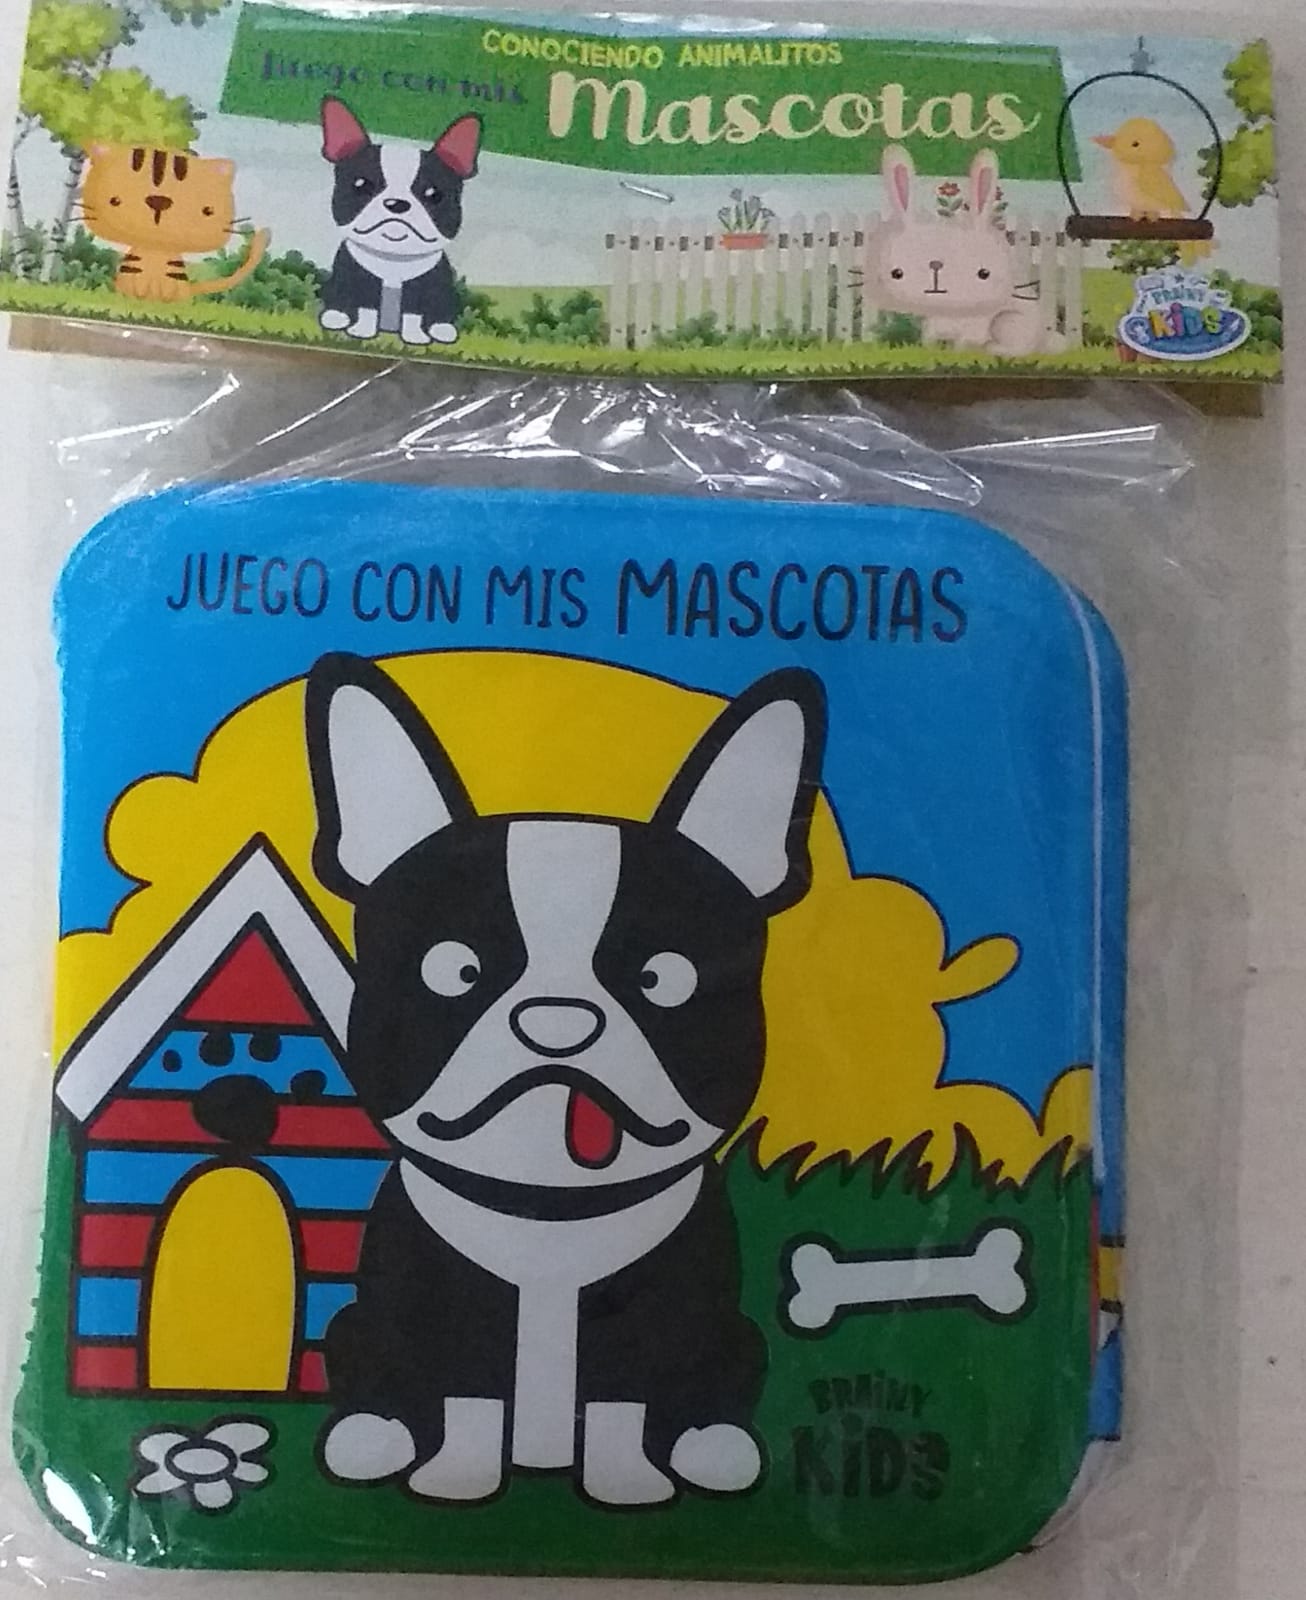 CONOCIENDO ANIMALITOS
Juego con mis Mascotas
BRAINY
KIDS
JUEGO CON MIS MASCOTAS
BRAINY
KIDS